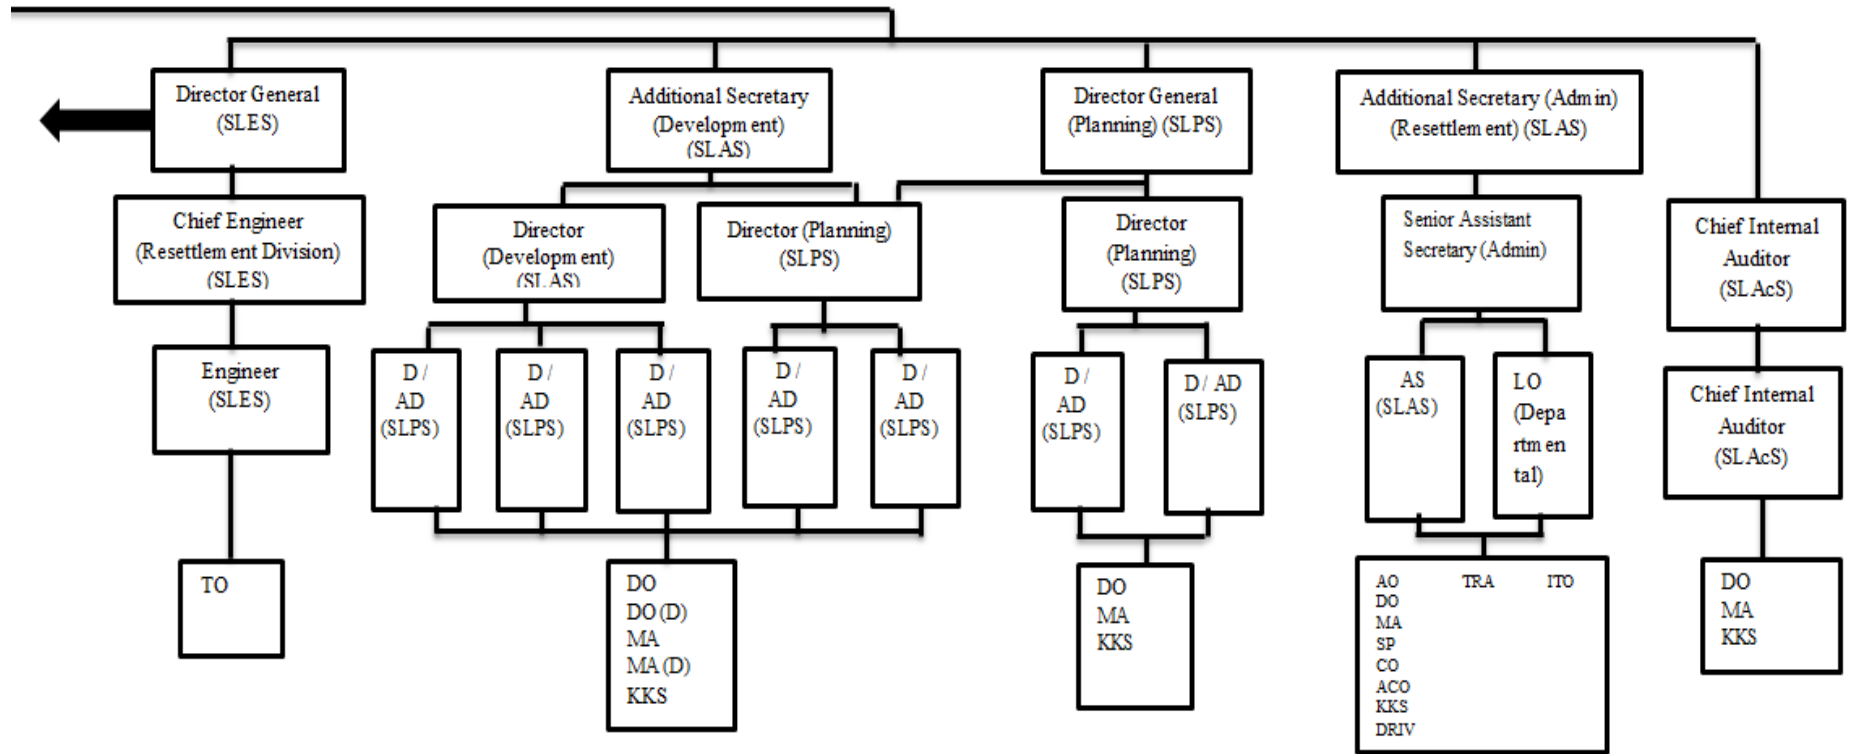 Director General
(SLES)
Additional Secretary
(Development)
(SLAS)
Director General
(Planning) (SLPS)
Additional Secretary (Admin)
(Resettlement) (SLAS)
Chief Engineer
(Resettlement Division)
(SLES)
Director
(Development)
(SLAS)
Director (Planning)
(SLPS)
Director
(Planning)
(SLPS)
Senior Assistant
Secretary (Admin)
Chief Internal
Auditor
(SLAcS)
Engineer
(SLES)
D /
AD
(SLPS)
D /
AD
(SLPS)
D /
AD
(SLPS)
D /
AD
(SLPS)
D /
AD
(SLPS)
D /
AD
(SLPS)
D / AD
(SLPS)
AS
(SLAS)
LO
(Depa
rtmen
tal)
Chief Internal
Auditor
(SLAcS)
TO
DO
DO (D)
MA
MA (D)
KKS
DO
MA
KKS
AO TRA ITO
DO
MA
SP
CO
ACO
KKS
DRIV
DO
MA
KKS